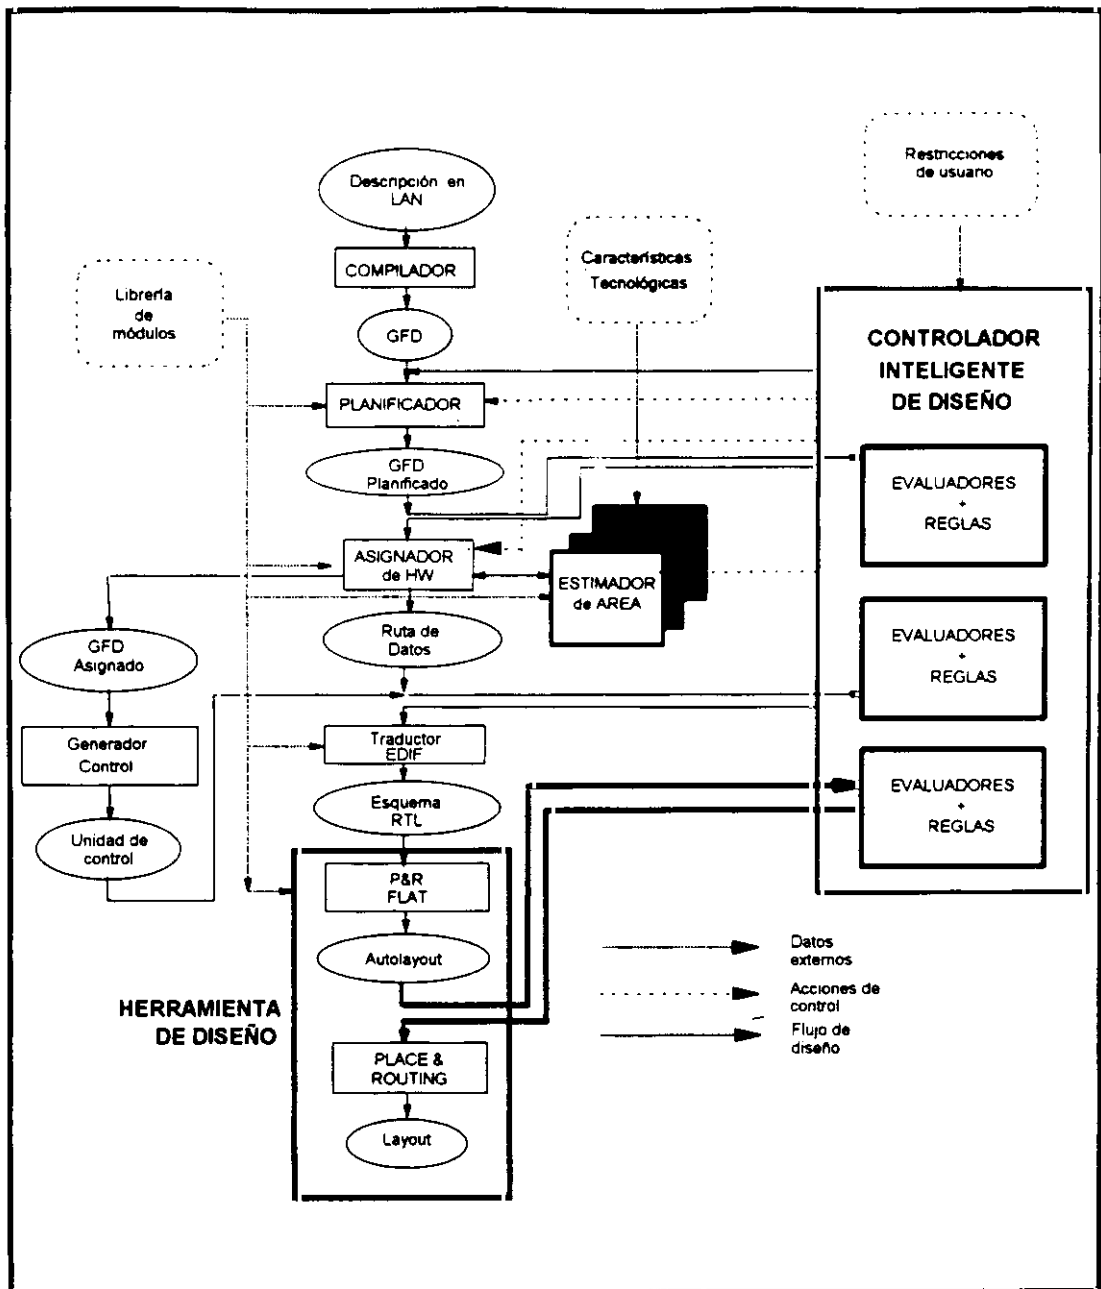 Restricciones
de usuario
Descripción en
LAN
Características
Tecnológicas
COMPILADOR
Librería
de
módulos
GFD
CONTROLADOR
INTELIGENTE
DE DISEÑO
PLANIFICADOR
GFD
Planificado
EVALUADORES
+
REGLAS
ASIGNADOR
de HW
ESTIMADOR
de AREA
Ruta de
Datos
GFD
Asignado
EVALUADORES
+
REGLAS
Generador
Control
Traductor
EDIF
EVALUADORES
+
REGLAS
Esquema
RTL
Unidad de
control
P&R
FLAT
Autolayout
Datos
externos
Acciones de
control
Flujo de
diseño
HERRAMIENTA
DE DISEÑO
PLACE &
ROUTING
Layout